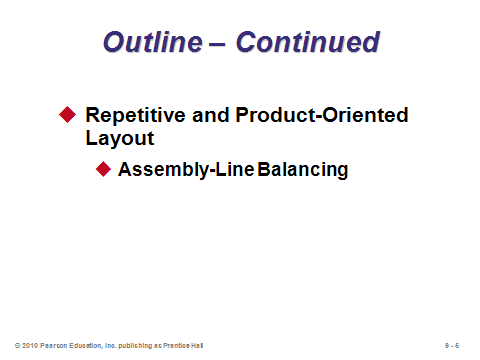 Outline – Continued
Repetitive and Product-Oriented
Layout
Assembly-Line Balancing
© 2010 Pearson Education, Inc. publishing as Prentice Hall
9 - 5